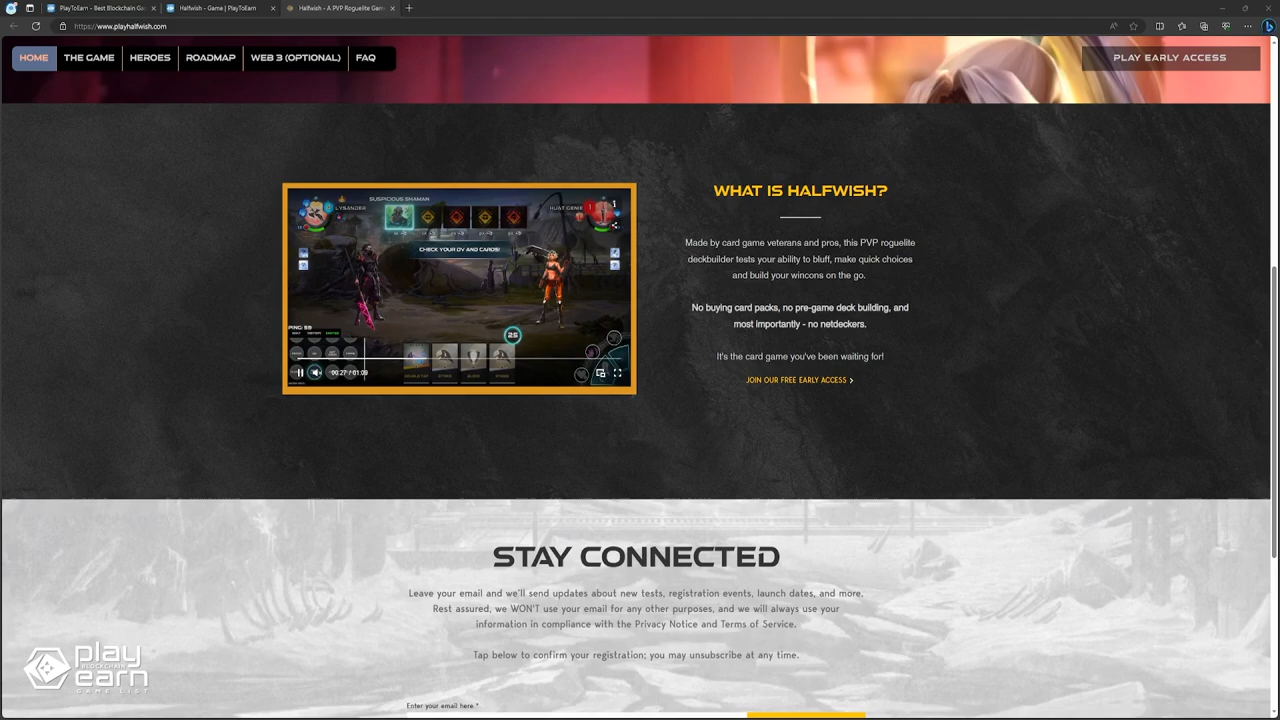 PlayToEarn - Best Blockchain Ga
Halfwish - Game | PlayToEarn
Halfwish - A PVP Roguelite Gam
https://www.playhalfwish.com
HOME
THE GAME
HEROES
ROADMAP
WEB 3 (OPTIONAL)
FAQ
PLAY EARLY ACCESS
SUSPICIOUS SHAMAN
LYSANDER
HUAT GENIE
CHECK YOUR DV AND CARDS!
PING: 59
25
00:27 / 01:09
WHAT IS HALFWISH?
Made by card game veterans and pros, this PVP roguelite
deckbuilder tests your ability to bluff, make quick choices
and build your wincons on the go.
No buying card packs, no pre-game deck building, and
most importantly - no netdeckers.
It's the card game you've been waiting for!
JOIN OUR FREE EARLY ACCESS
STAY CONNECTED
Leave your email and we'll send updates about new tests, registration events, launch dates, and more.
Rest assured, we WON'T use your email for any other purposes, and we will always use your
information in compliance with the Privacy Notice and Terms of Service.
Tap below to confirm your registration; you may unsubscribe at any time.
Enter your email here *
play
BLOCKCHAIN
earn
GAME LIST